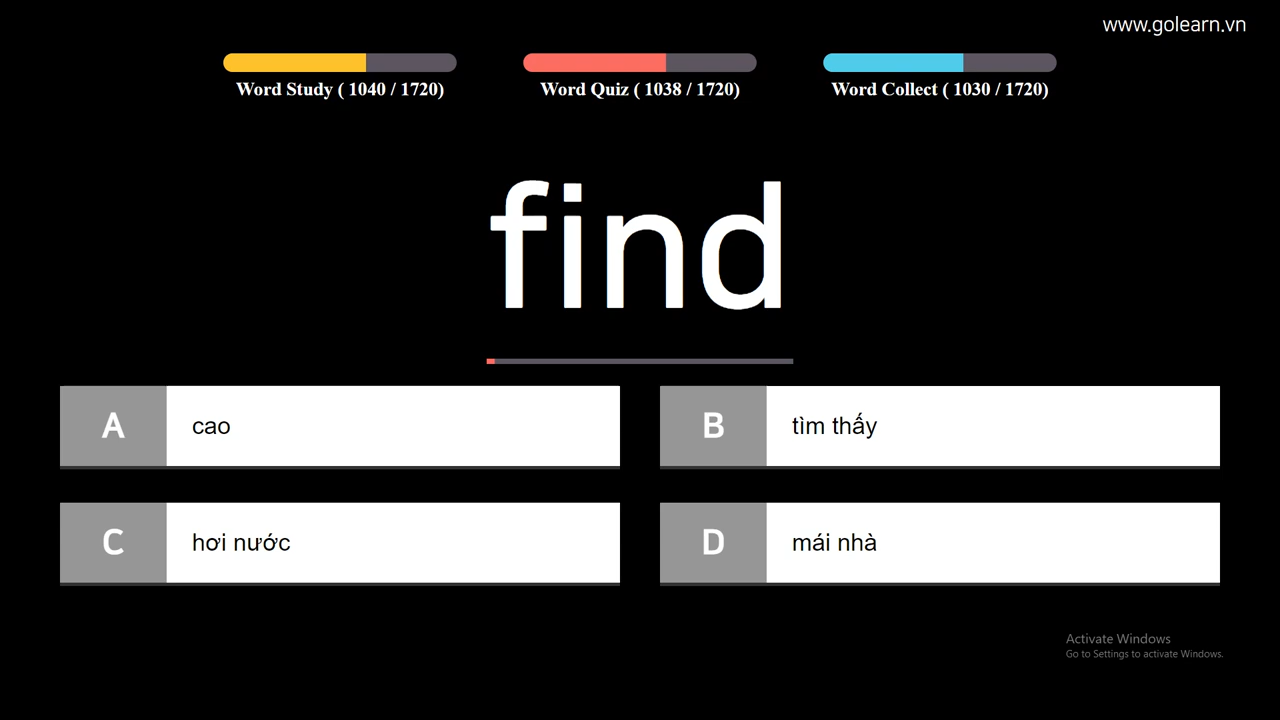 www.golearn.vn
Word Study ( 1040 / 1720)
Word Quiz ( 1038 / 1720)
Word Collect ( 1030 / 1720)
find
A cao
B tìm thấy
C hơi nước
D mái nhà
Activate Windows
Go to Settings to activate Windows.